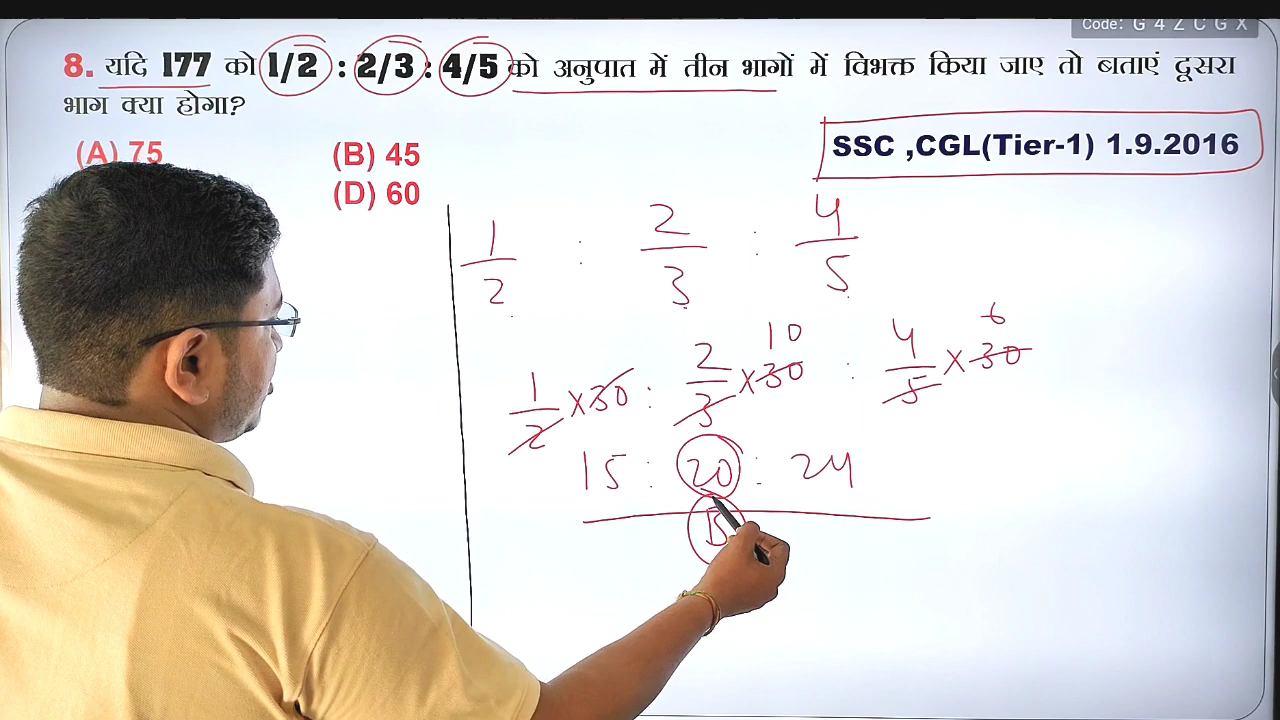 Code: G 4 Z C G X
8. यदि 177 को 1/2 : 2/3 : 4/5 को अनुपात में तीन भागों में विभक्त किया जाए तो बताएं दूसरा
भाग क्या होगा?
SSC ,CGL(Tier-1) 1.9.2016
(A) 75 (B) 45
(D) 60
1/2 : 2/3 : 4/5
10 6
1/2 ×30 : 2/3 ×30 : 4/5 ×30
15 : 20 : 24
B